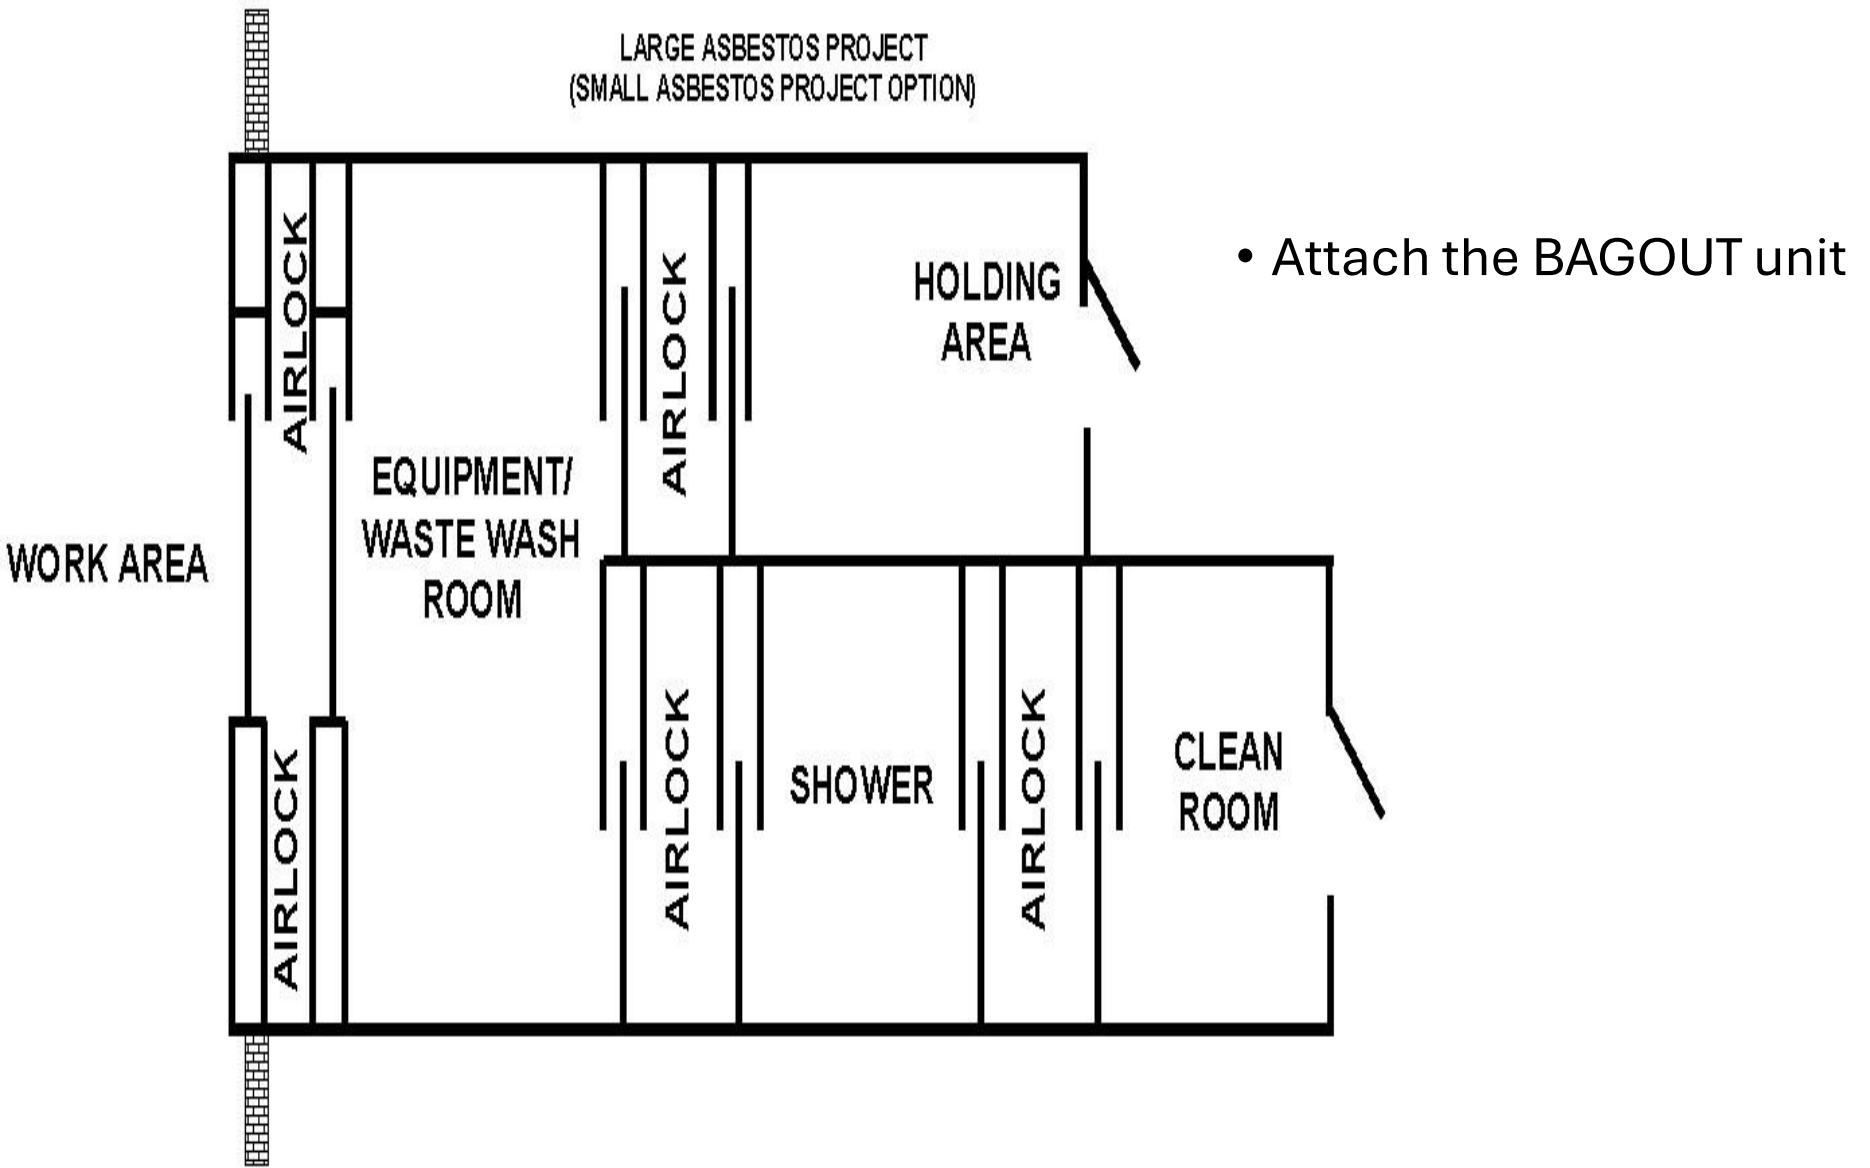 LARGE ASBESTOS PROJECT
(SMALL ASBESTOS PROJECT OPTION)
• Attach the BAGOUT unit
AIRLOCK
AIRLOCK
HOLDING
AREA
EQUIPMENT/
WASTE WASH
ROOM
WORK AREA
AIRLOCK
AIRLOCK
SHOWER
AIRLOCK
CLEAN
ROOM